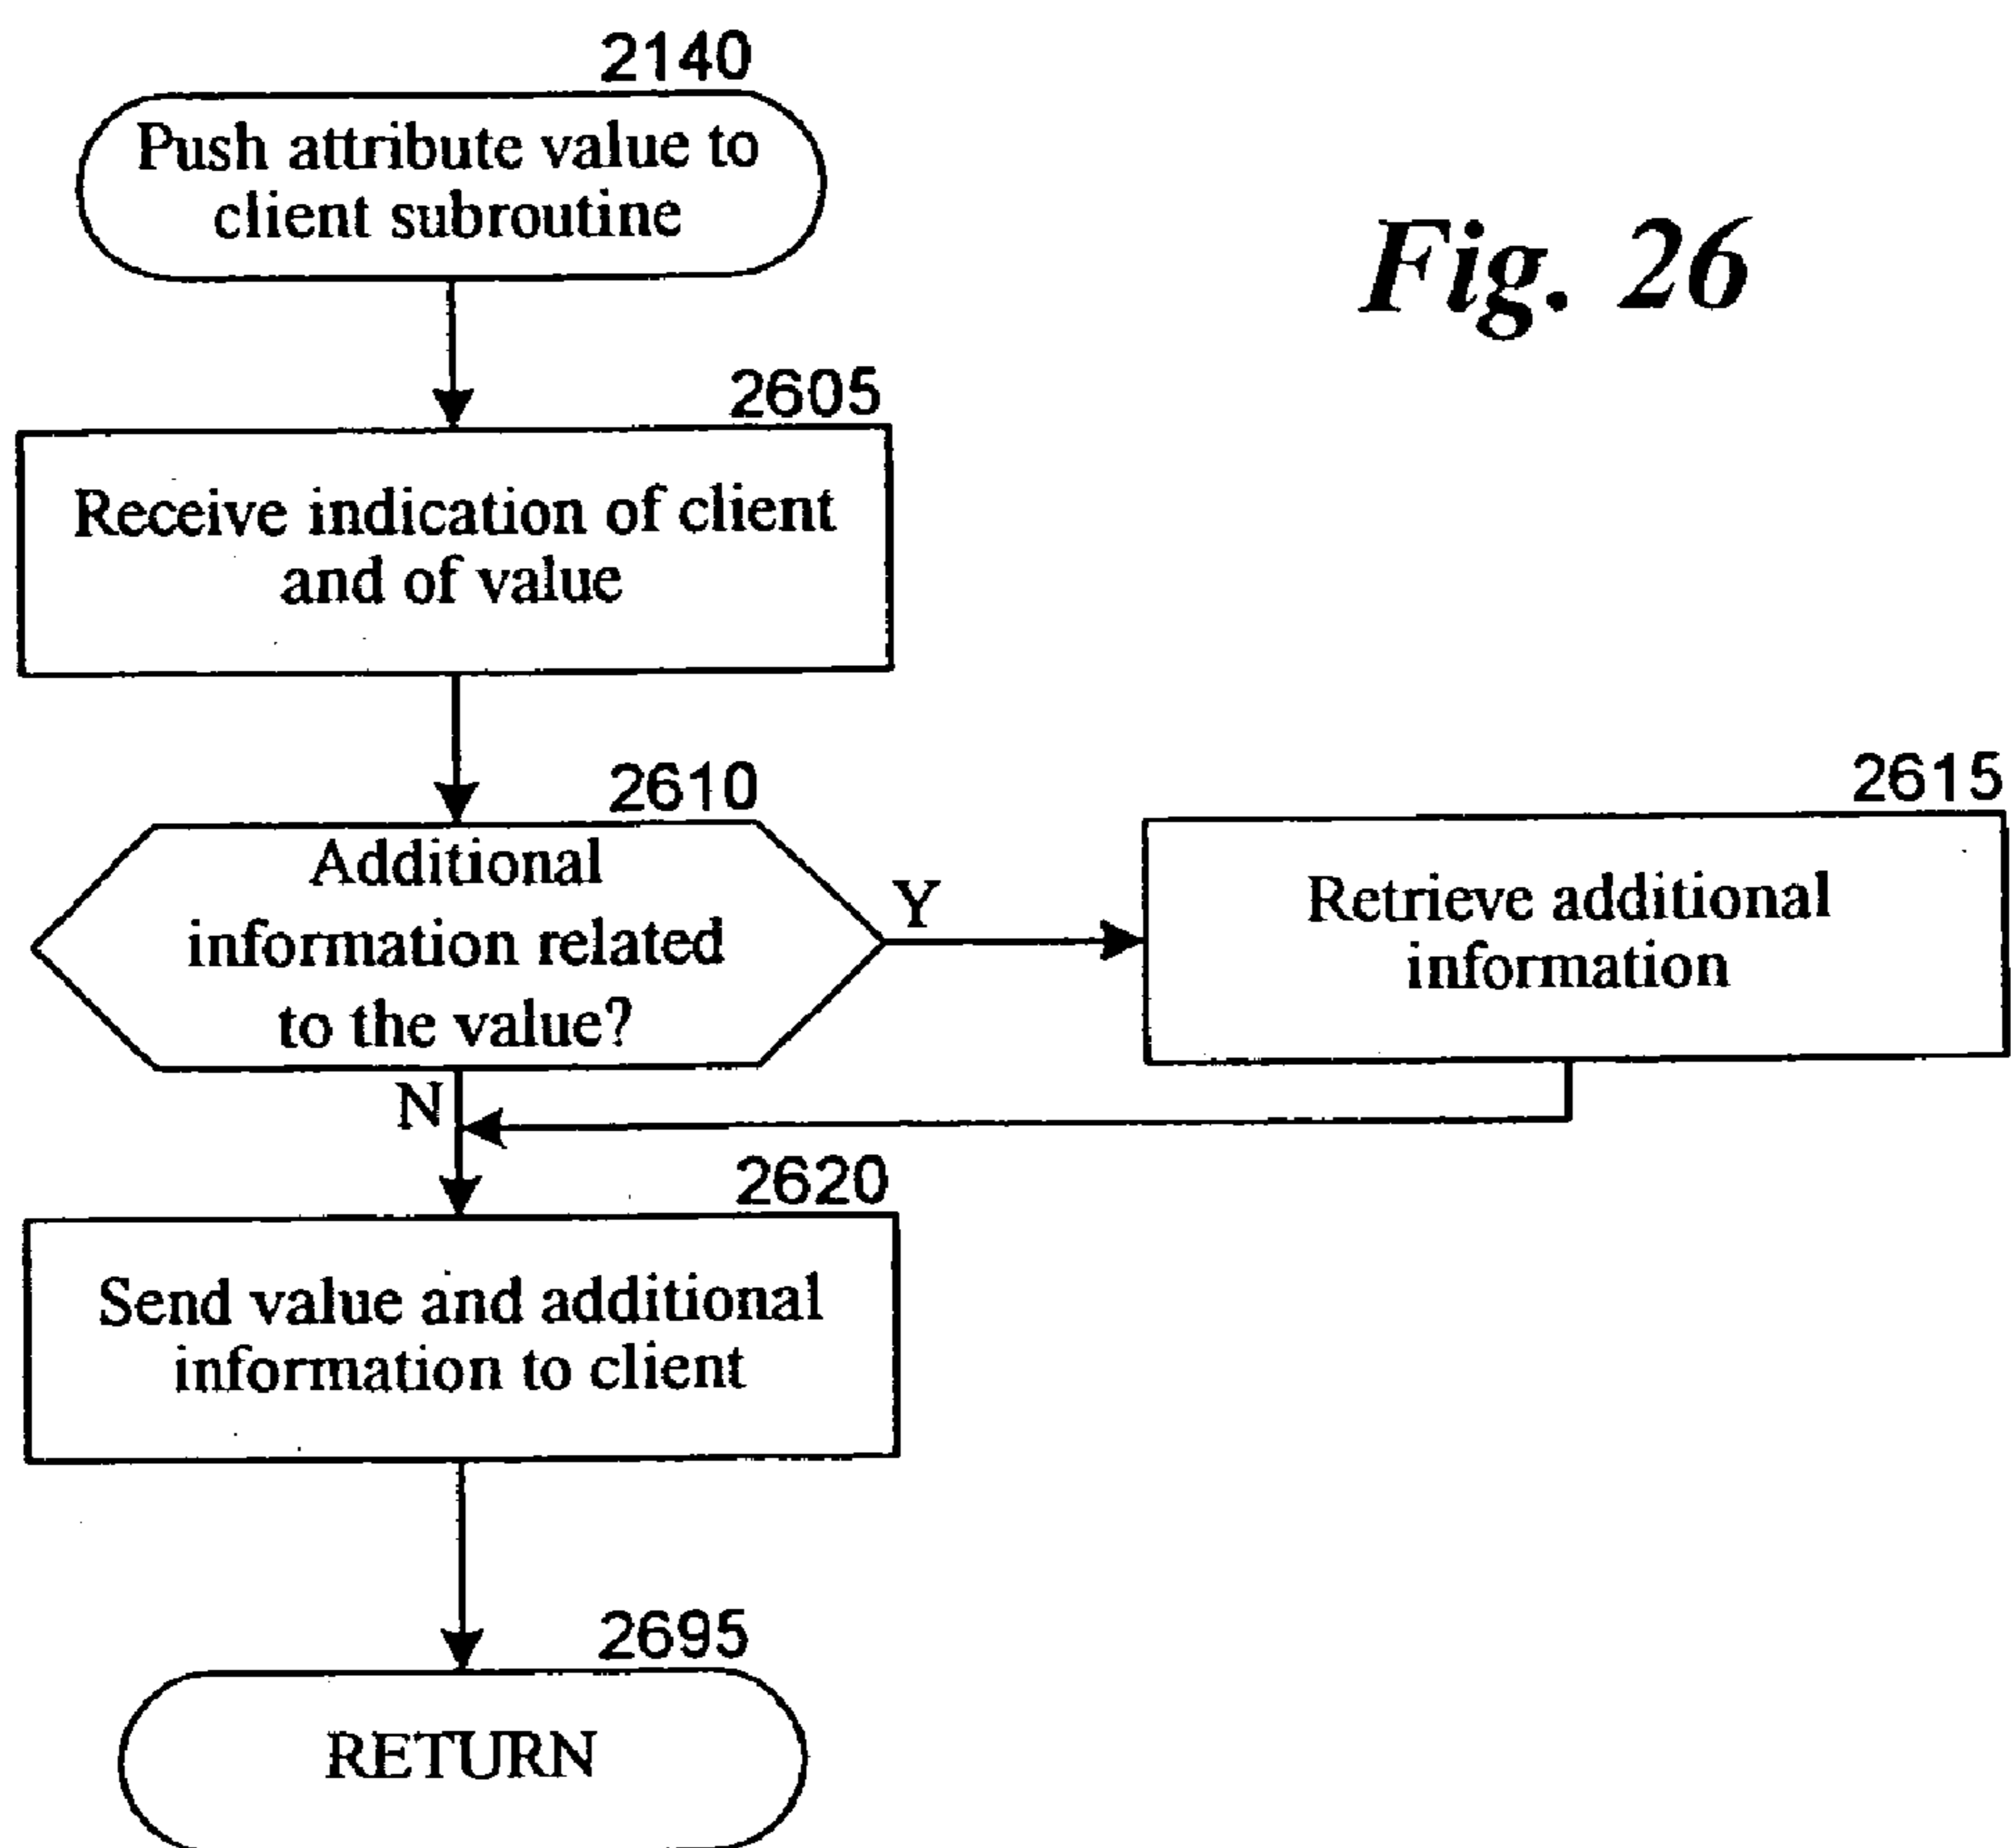 2140
Push attribute value to
client subroutine
Fig. 26
2605
Receive indication of client
and of value
2610
Additional
information related
to the value?
Y
2615
Retrieve additional
information
N
2620
Send value and additional
information to client
2695
RETURN